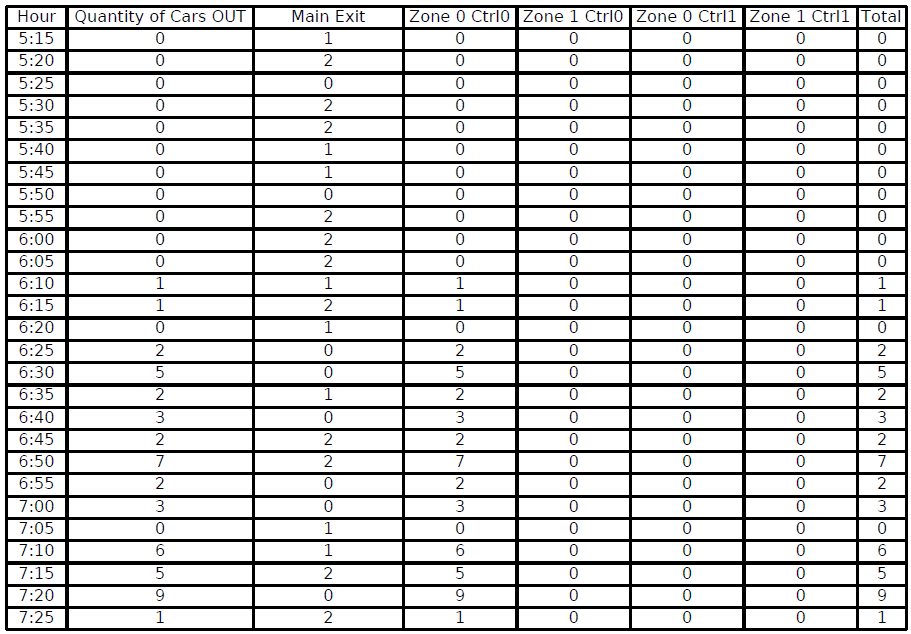 Hour Quantity of Cars OUT Main Exit Zone 0 Ctrl0 Zone 1 Ctrl0 Zone 0 Ctrl1 Zone 1 Ctrl1 Total
5:15 0 1 0 0 0 0 0
5:20 0 2 0 0 0 0 0
5:25 0 0 0 0 0 0 0
5:30 0 2 0 0 0 0 0
5:35 0 2 0 0 0 0 0
5:40 0 1 0 0 0 0 0
5:45 0 1 0 0 0 0 0
5:50 0 0 0 0 0 0 0
5:55 0 2 0 0 0 0 0
6:00 0 2 0 0 0 0 0
6:05 0 2 0 0 0 0 0
6:10 1 1 1 0 0 0 1
6:15 1 2 1 0 0 0 1
6:20 0 1 0 0 0 0 0
6:25 2 0 2 0 0 0 2
6:30 5 0 5 0 0 0 5
6:35 2 1 2 0 0 0 2
6:40 3 0 3 0 0 0 3
6:45 2 2 2 0 0 0 2
6:50 7 2 7 0 0 0 7
6:55 2 0 2 0 0 0 2
7:00 3 0 3 0 0 0 3
7:05 0 1 0 0 0 0 0
7:10 6 1 6 0 0 0 6
7:15 5 2 5 0 0 0 5
7:20 9 0 9 0 0 0 9
7:25 1 2 1 0 0 0 1